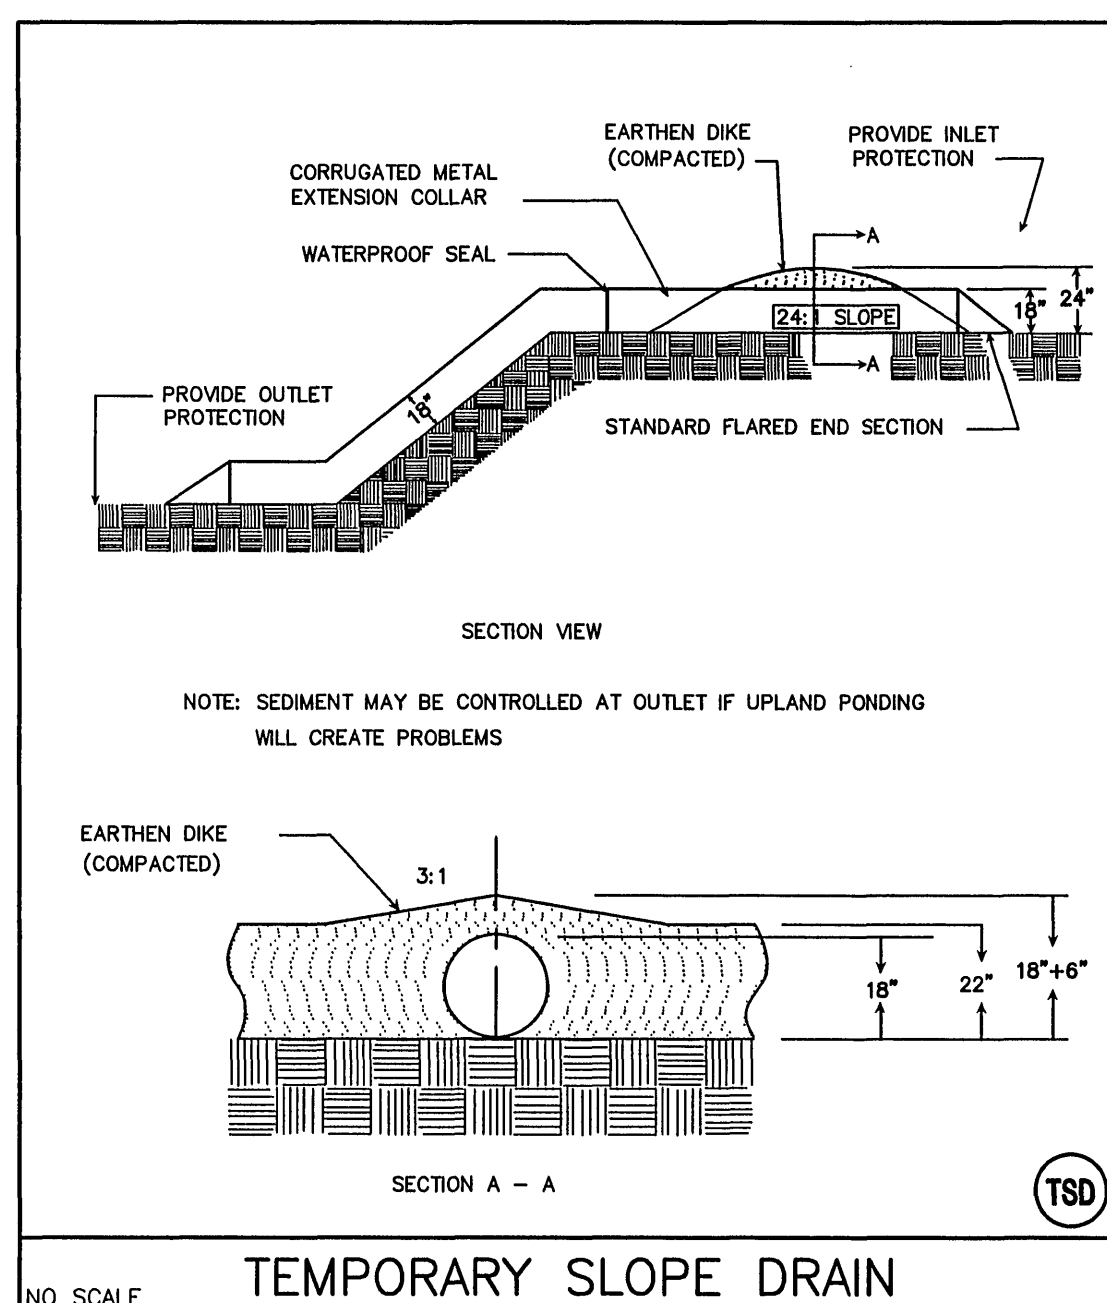 EARTHEN DIKE
(COMPACTED)
PROVIDE INLET
PROTECTION
CORRUGATED METAL
EXTENSION COLLAR
WATERPROOF SEAL
A
24:1 SLOPE
18"
24"
A
PROVIDE OUTLET
PROTECTION
18"
STANDARD FLARED END SECTION
SECTION VIEW
NOTE: SEDIMENT MAY BE CONTROLLED AT OUTLET IF UPLAND PONDING
WILL CREATE PROBLEMS
EARTHEN DIKE
(COMPACTED)
3:1
18"
22"
18"+6"
SECTION A - A
TSD
TEMPORARY SLOPE DRAIN
NO SCALE